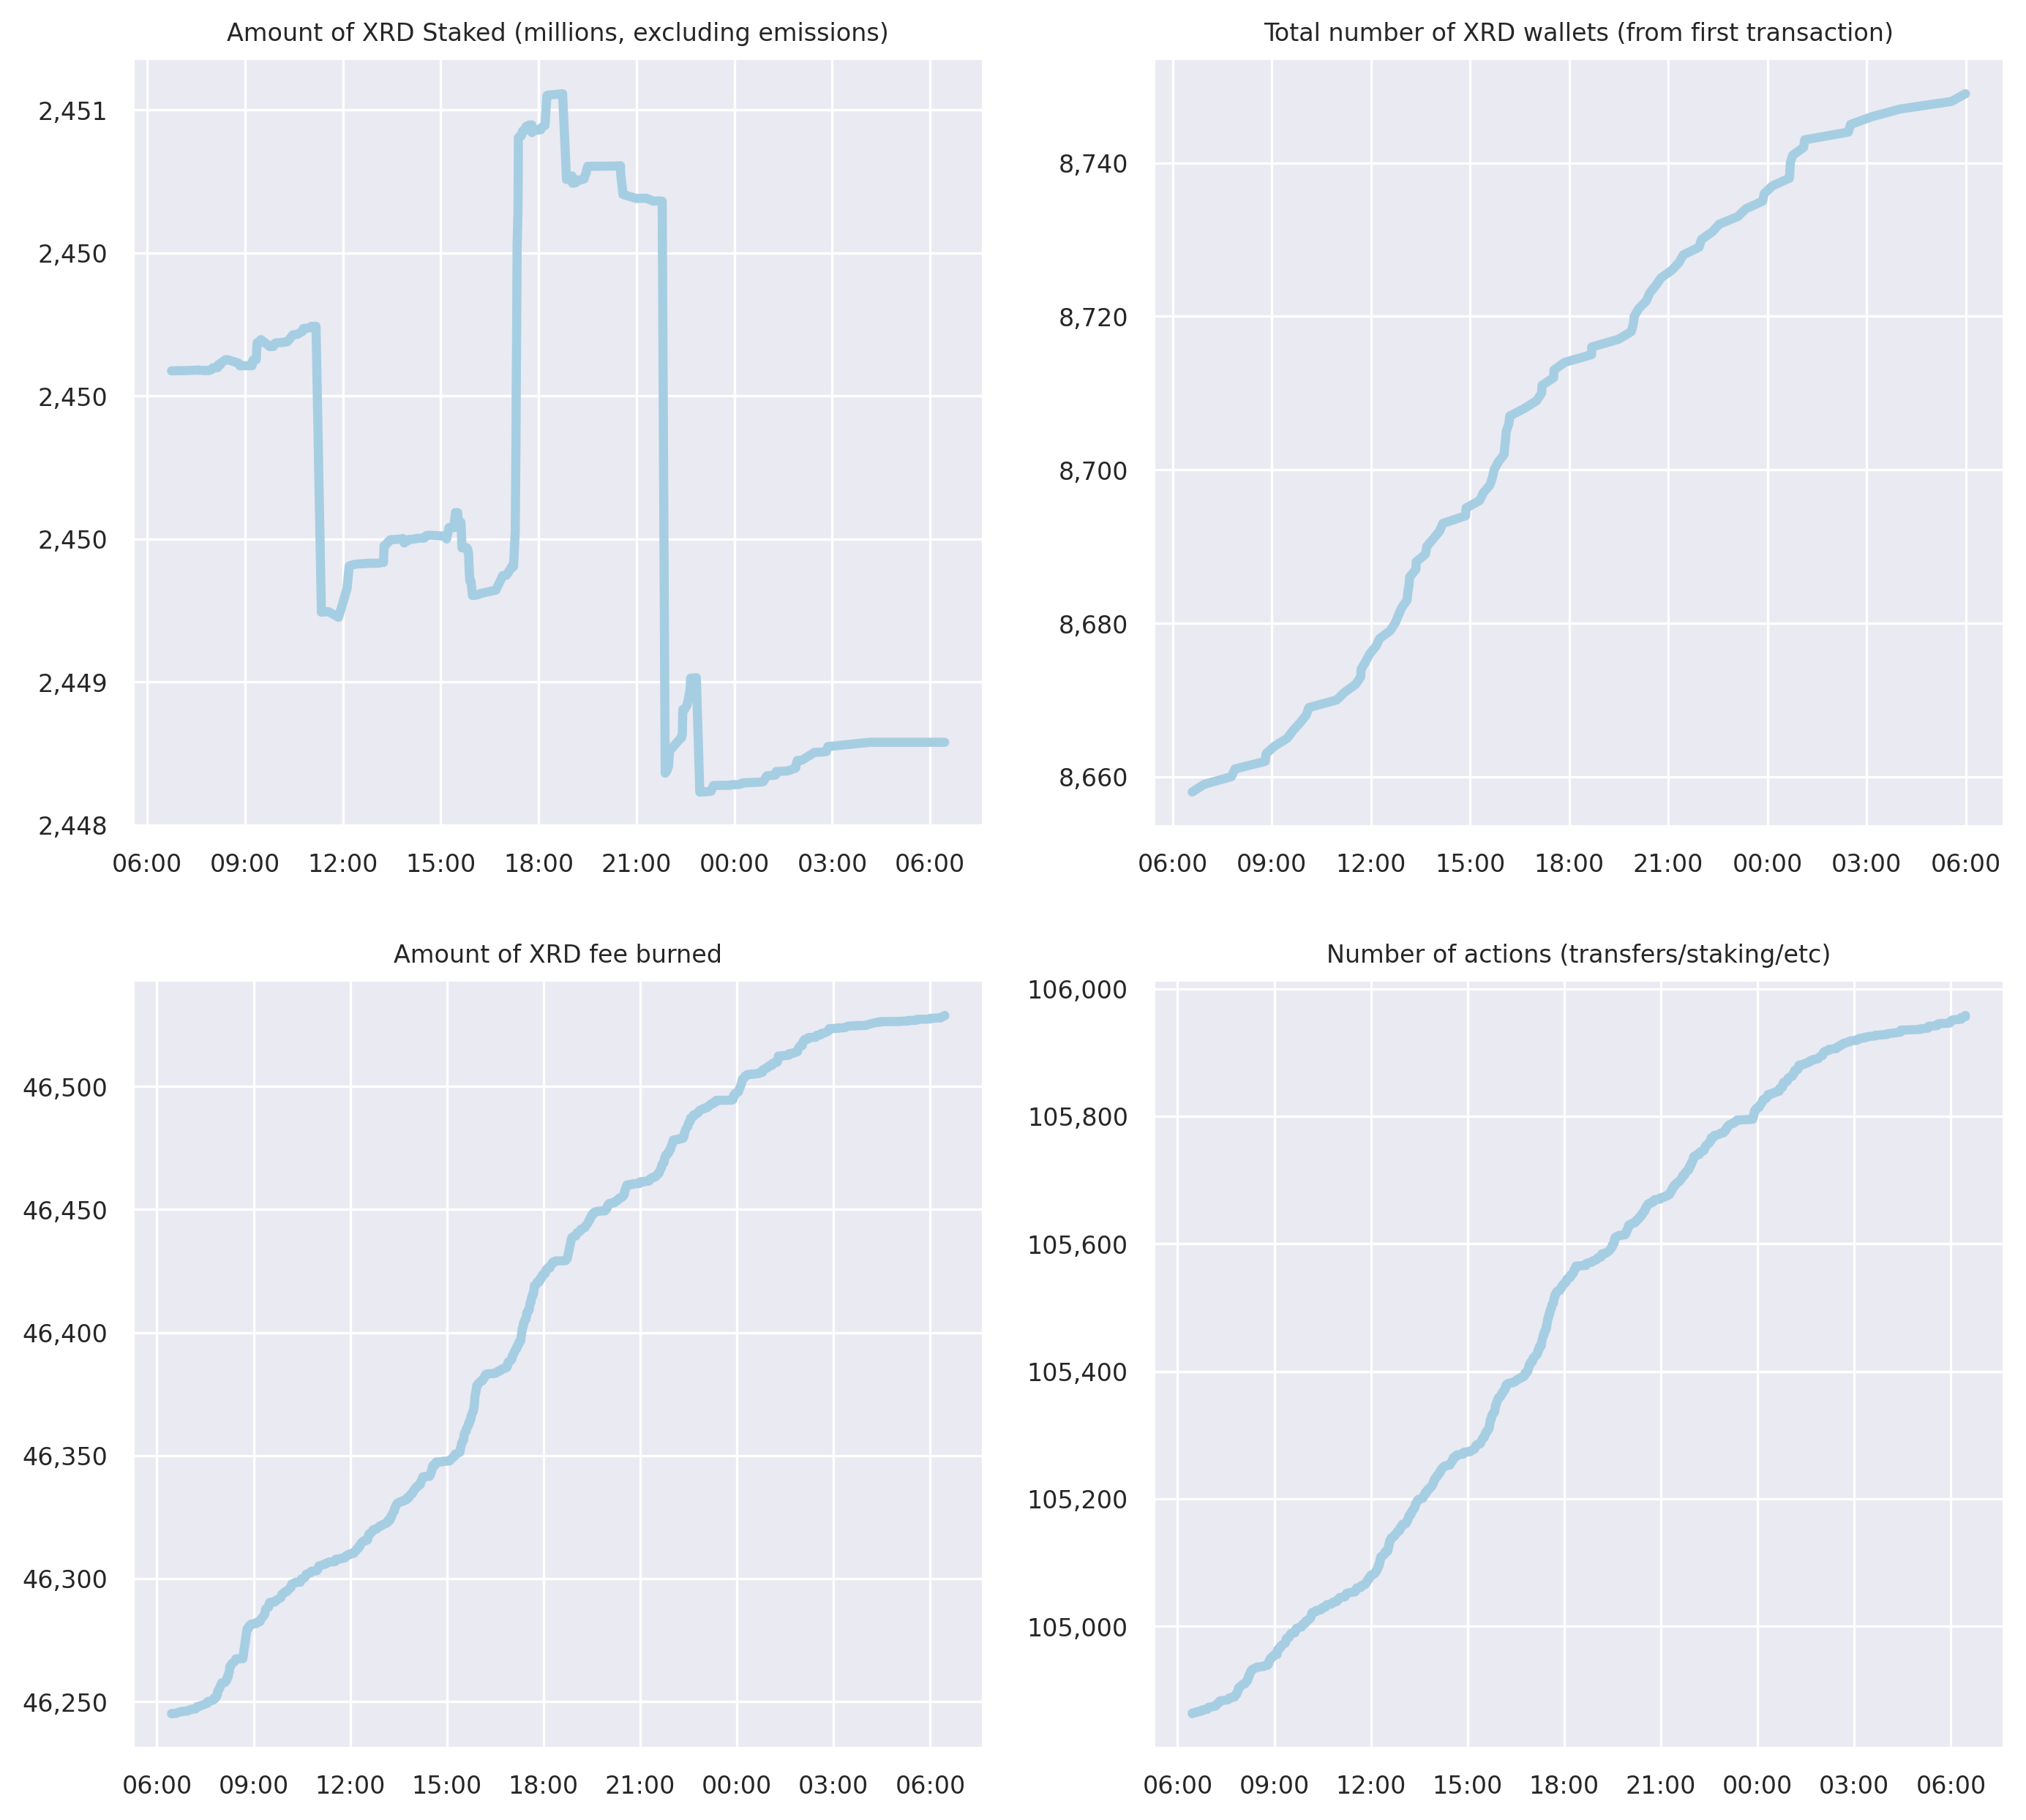 Amount of XRD Staked (millions, excluding emissions)
2,451
2,450
2,450
2,450
2,449
2,448
06:00 09:00 12:00 15:00 18:00 21:00 00:00 03:00 06:00
Total number of XRD wallets (from first transaction)
8,740
8,720
8,700
8,680
8,660
06:00 09:00 12:00 15:00 18:00 21:00 00:00 03:00 06:00
Amount of XRD fee burned
46,500
46,450
46,400
46,350
46,300
46,250
06:00 09:00 12:00 15:00 18:00 21:00 00:00 03:00 06:00
Number of actions (transfers/staking/etc)
106,000
105,800
105,600
105,400
105,200
105,000
06:00 09:00 12:00 15:00 18:00 21:00 00:00 03:00 06:00